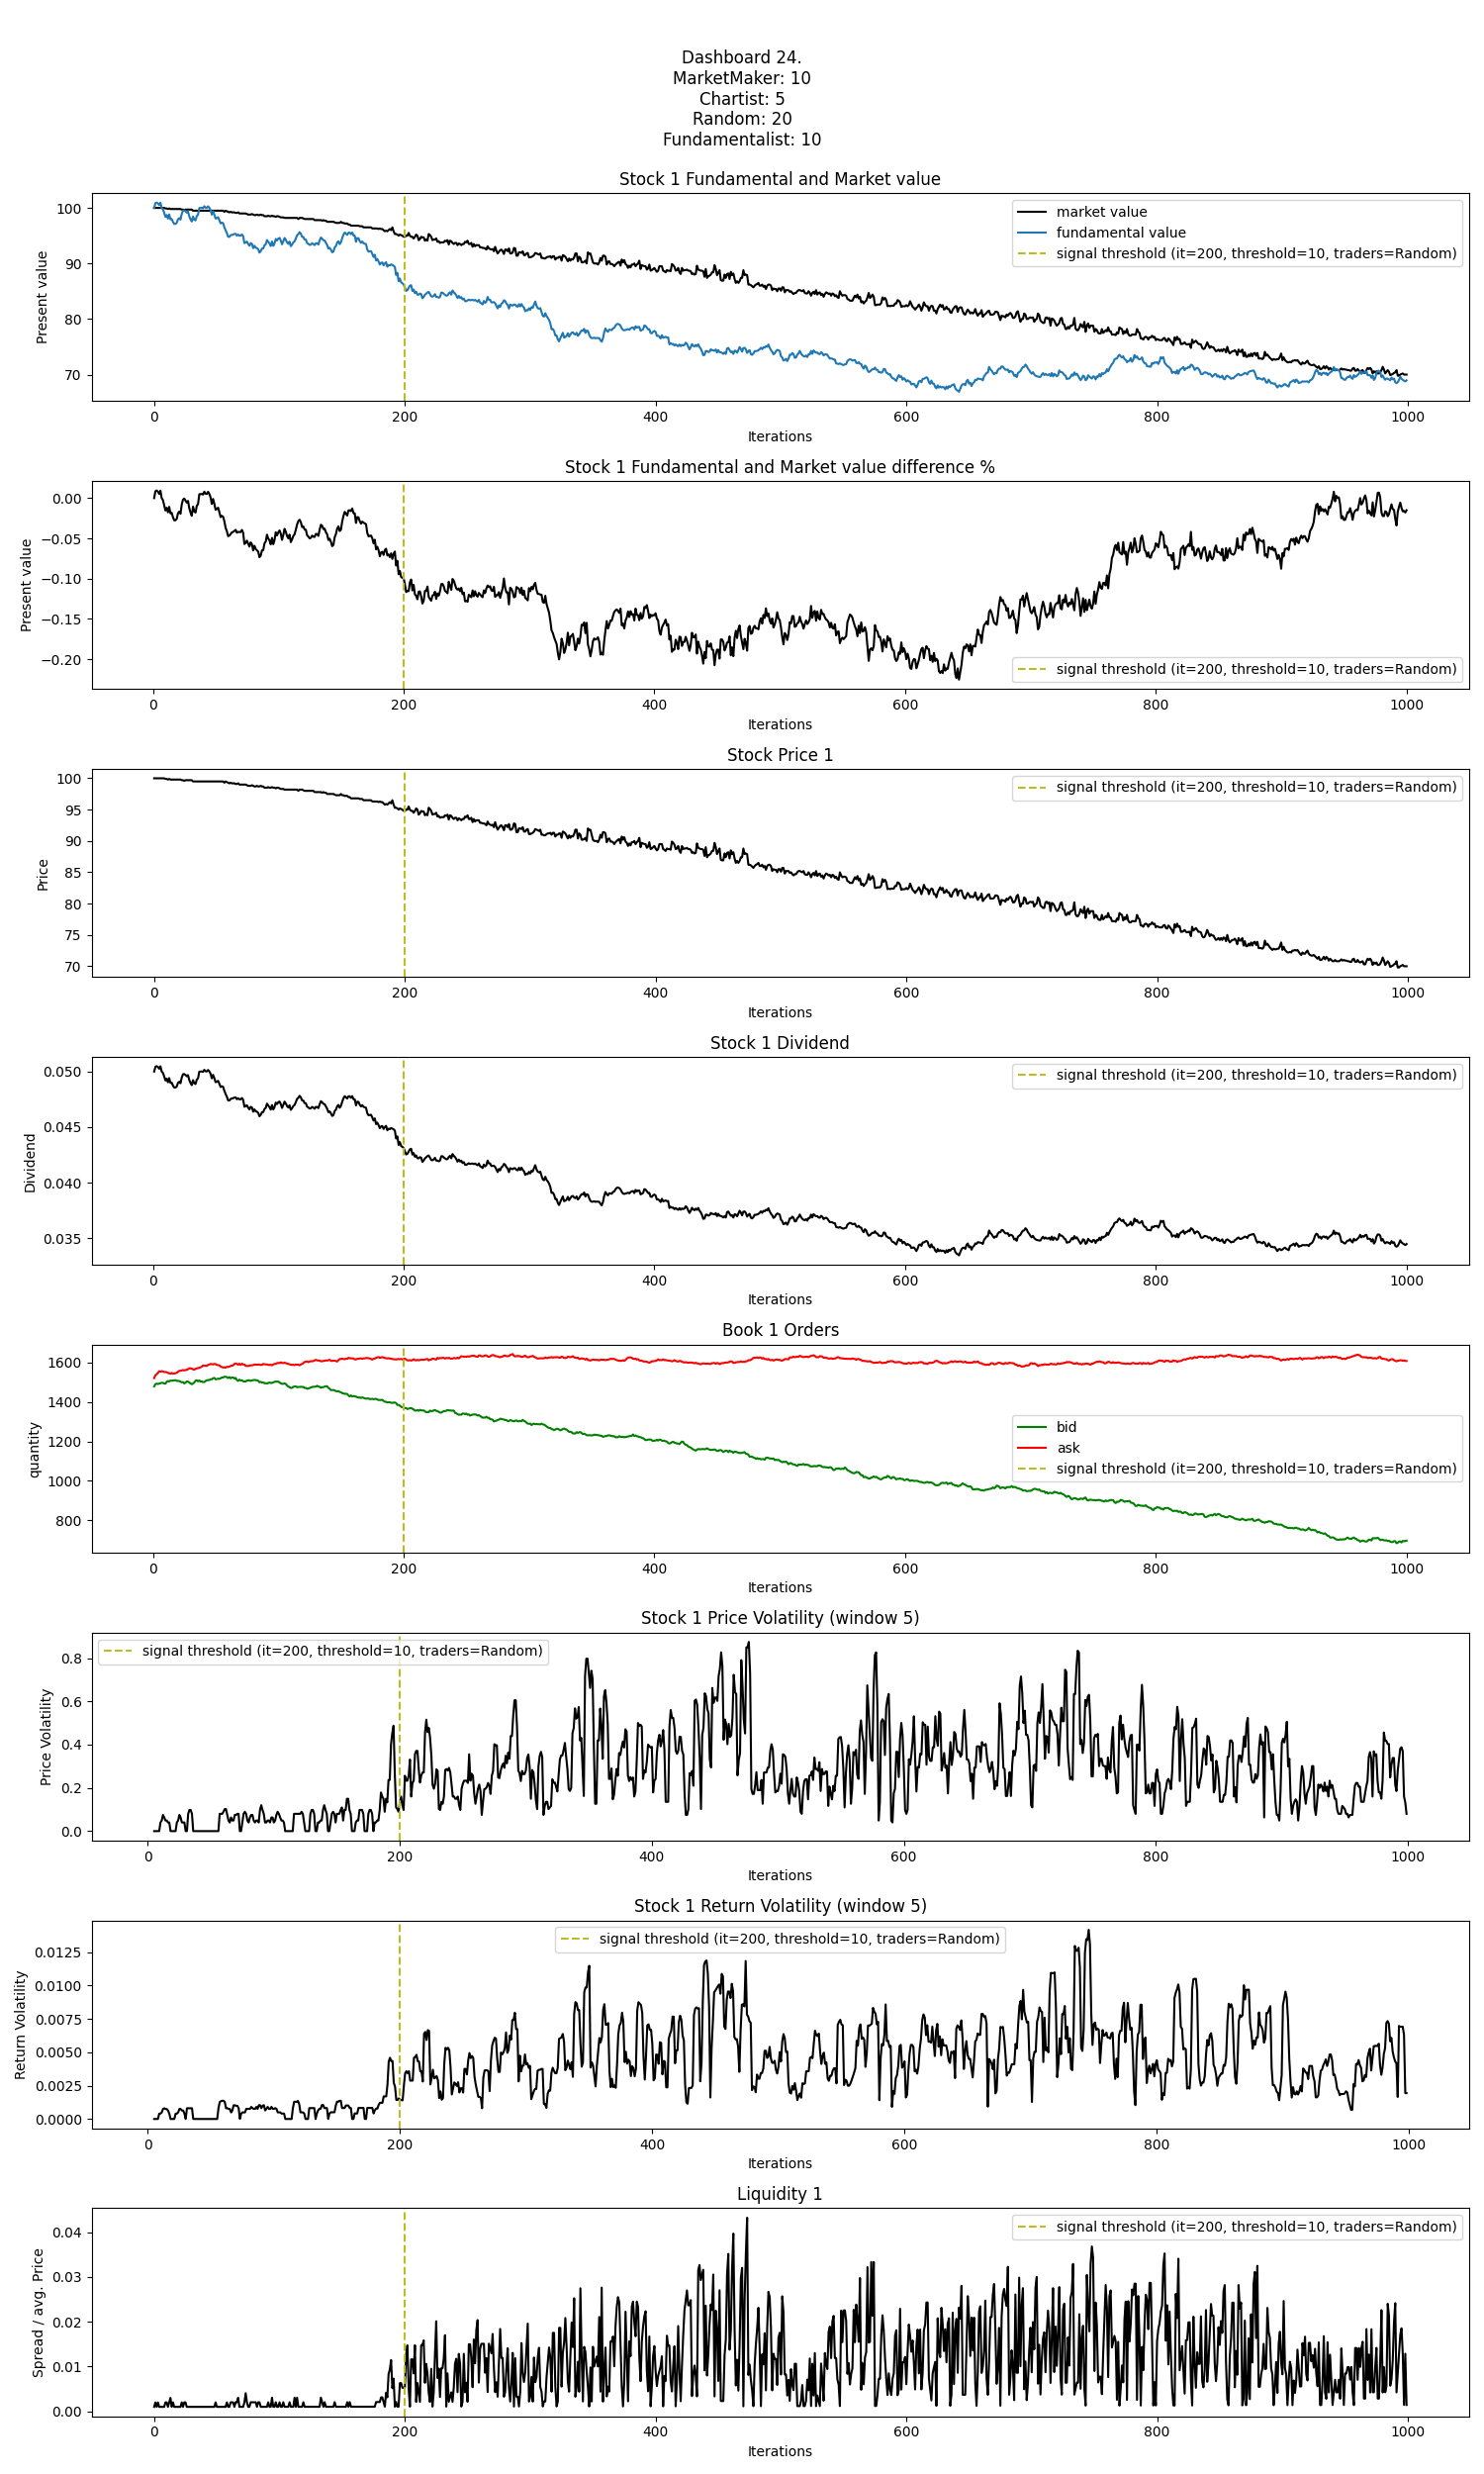 Dashboard 24.
MarketMaker: 10
Chartist: 5
Random: 20
Fundamentalist: 10
Stock 1 Fundamental and Market value
Present value
100
90
80
70
market value
fundamental value
signal threshold (it=200, threshold=10, traders=Random)
0 200 400 600 800 1000
Iterations
Stock 1 Fundamental and Market value difference %
Present value
0.00
−0.05
−0.10
−0.15
−0.20
signal threshold (it=200, threshold=10, traders=Random)
0 200 400 600 800 1000
Iterations
Stock Price 1
Price
100
95
90
85
80
75
70
signal threshold (it=200, threshold=10, traders=Random)
0 200 400 600 800 1000
Iterations
Stock 1 Dividend
Dividend
0.050
0.045
0.040
0.035
signal threshold (it=200, threshold=10, traders=Random)
0 200 400 600 800 1000
Iterations
Book 1 Orders
quantity
1600
1400
1200
1000
800
bid
ask
signal threshold (it=200, threshold=10, traders=Random)
0 200 400 600 800 1000
Iterations
Stock 1 Price Volatility (window 5)
Price Volatility
0.8
0.6
0.4
0.2
0.0
signal threshold (it=200, threshold=10, traders=Random)
0 200 400 600 800 1000
Iterations
Stock 1 Return Volatility (window 5)
Return Volatility
0.0125
0.0100
0.0075
0.0050
0.0025
0.0000
signal threshold (it=200, threshold=10, traders=Random)
0 200 400 600 800 1000
Iterations
Liquidity 1
Spread / avg. Price
0.04
0.03
0.02
0.01
0.00
signal threshold (it=200, threshold=10, traders=Random)
0 200 400 600 800 1000
Iterations